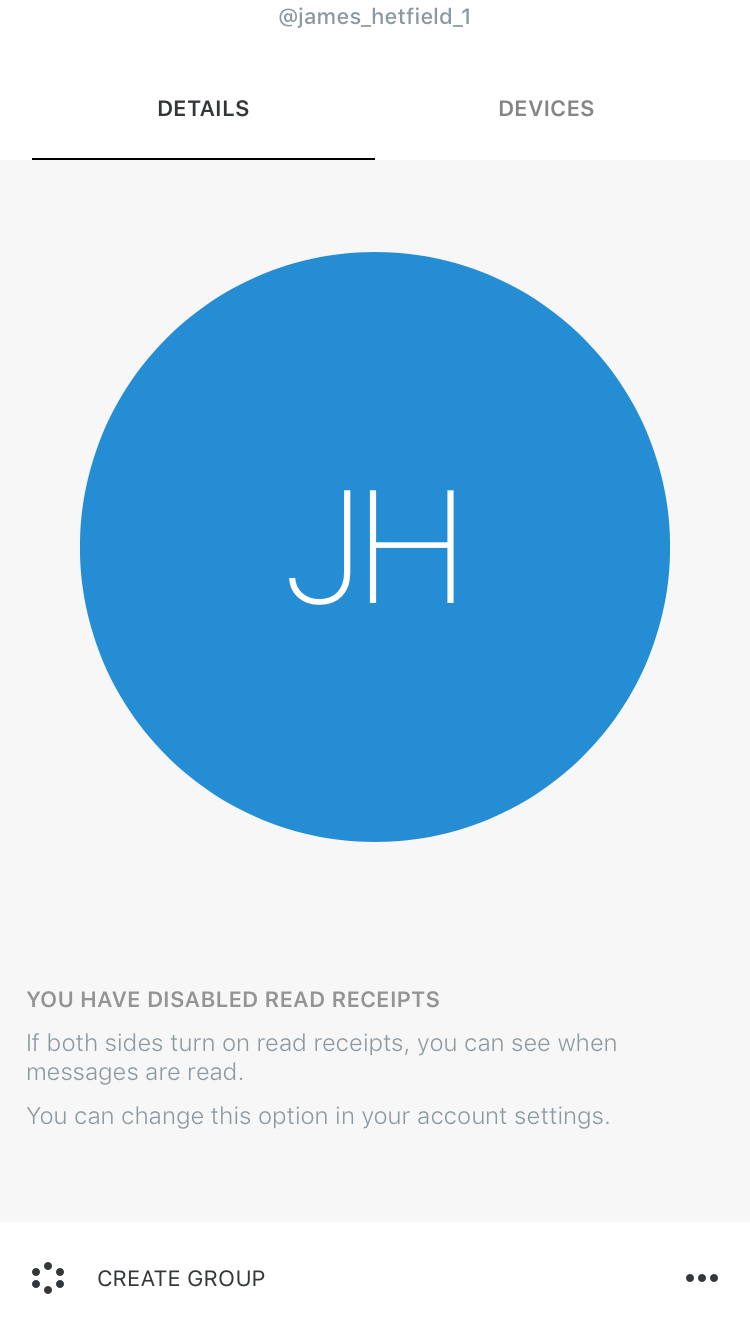 @james_hetfield_1
DETAILS
DEVICES
JH
YOU HAVE DISABLED READ RECEIPTS
If both sides turn on read receipts, you can see when
messages are read.
You can change this option in your account settings.
CREATE GROUP